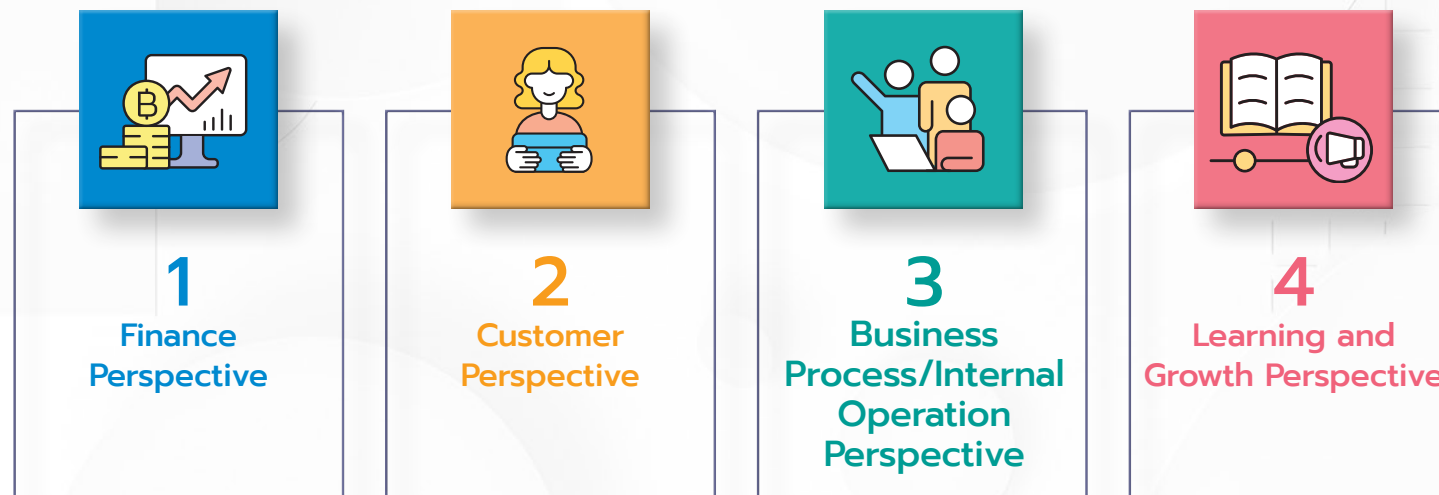 1
Finance
Perspective
2
Customer
Perspective
3
Business
Process/Internal
Operation
Perspective
4
Learning and
Growth Perspective